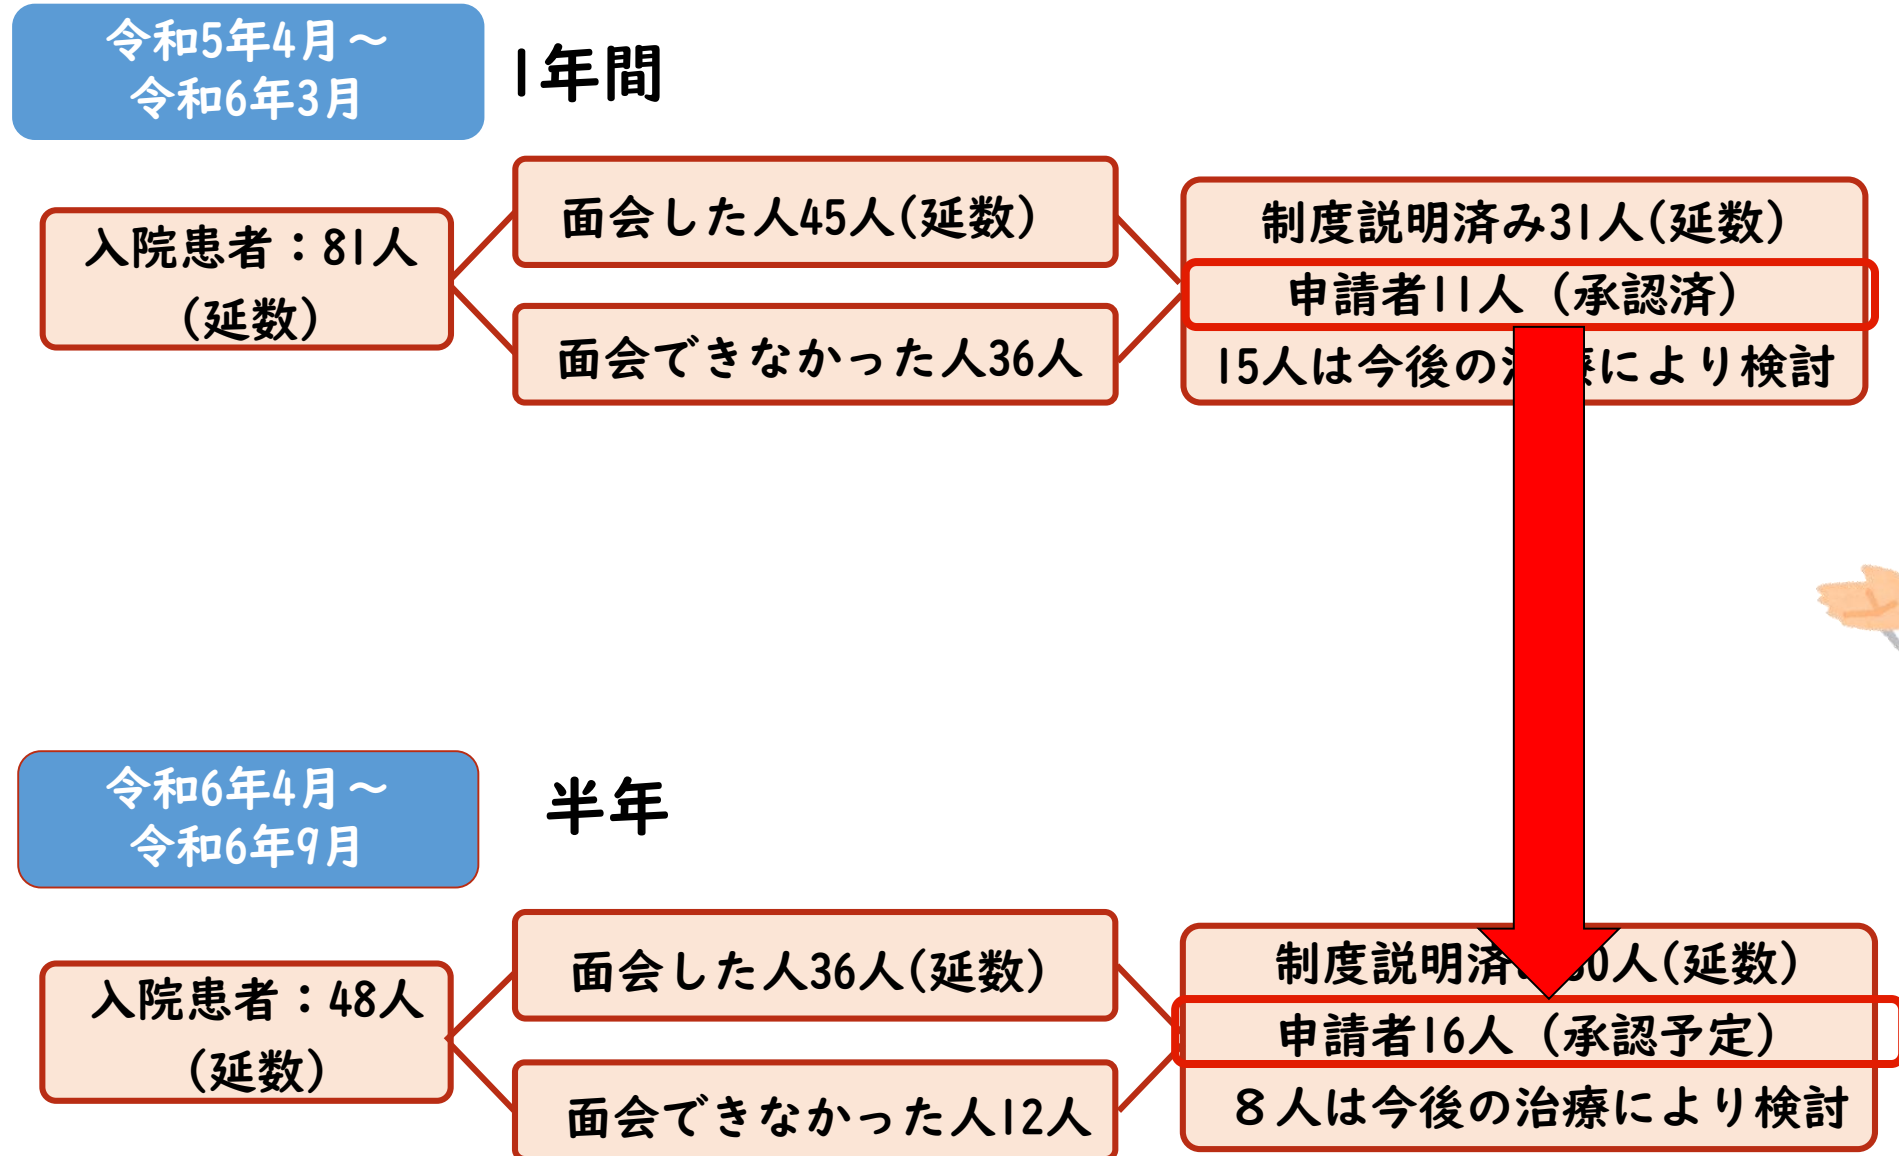 令和5年4月～
令和6年3月
1年間
入院患者：81人
（延数）
面会した人45人(延数)
面会できなかった人36人
制度説明済み31人(延数)
申請者11人（承認済）
15人は今後の治療により検討
令和6年4月～
令和6年9月
半年
入院患者：48人
（延数）
面会した人36人(延数)
面会できなかった人12人
制度説明済 0人(延数)
申請者16人（承認予定）
８人は今後の治療により検討